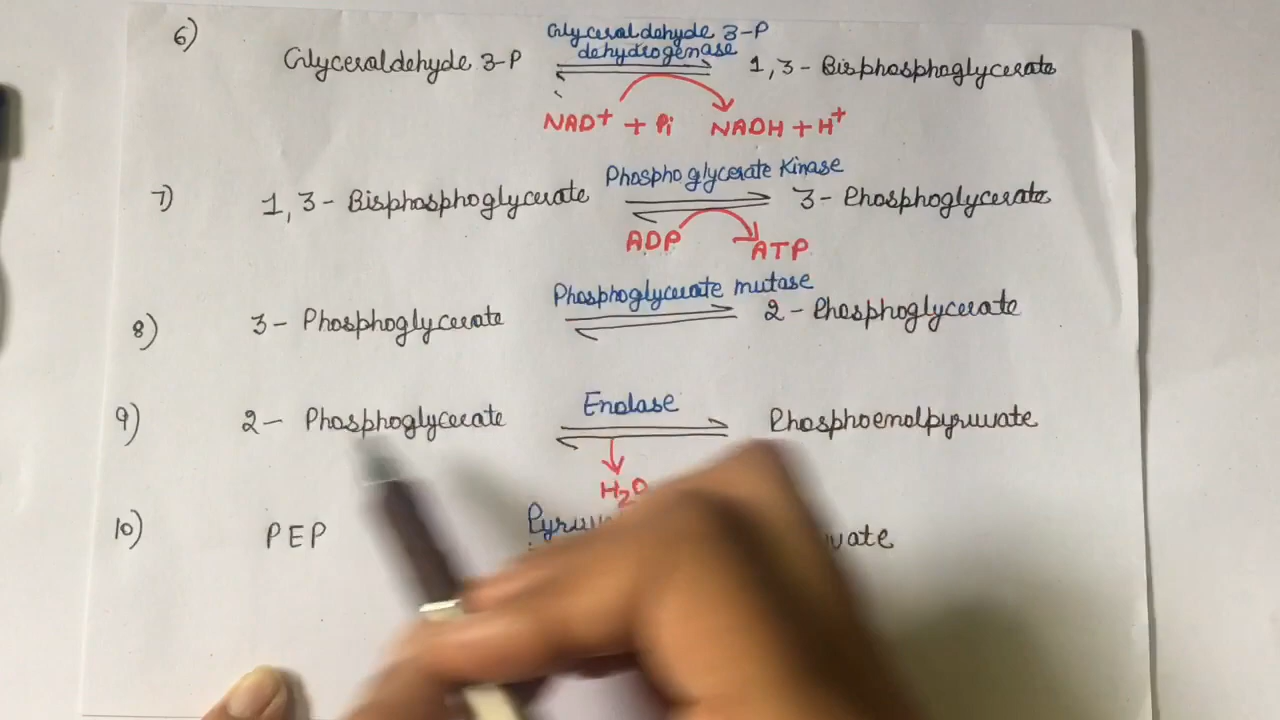 6) Glyceraldehyde 3-P Glyceraldehyde 3-P dehydrogenase 1,3-Bisphosphoglycerate
NAD+ + Pi NADH + H+
7) 1,3-Bisphosphoglycerate Phosphoglycerate Kinase 3-Phosphoglycerate
ADP ATP
8) 3-Phosphoglycerate Phosphoglycerate mutase 2-Phosphoglycerate
9) 2-Phosphoglycerate Enolase Phosphoenolpyruvate
H2O
10) PEP